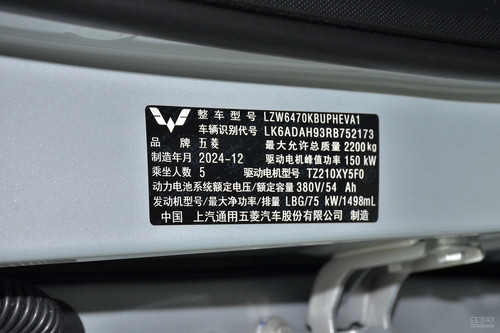 整车型号 LZW6470KBUPHEVA1
车辆识别代号 LK6ADAH93RB752173
品牌 五菱 最大允许总质量 2200kg
制造年月 2024-12 驱动电机峰值功率 150 kW
乘坐人数 5 驱动电机型号 TZ210XY5F0
动力电池系统额定电压/额定容量 380V/54 Ah
发动机型号/最大净功率/排量 LBG/75 kW/1498mL
中国 上汽通用五菱汽车股份有限公司 制造